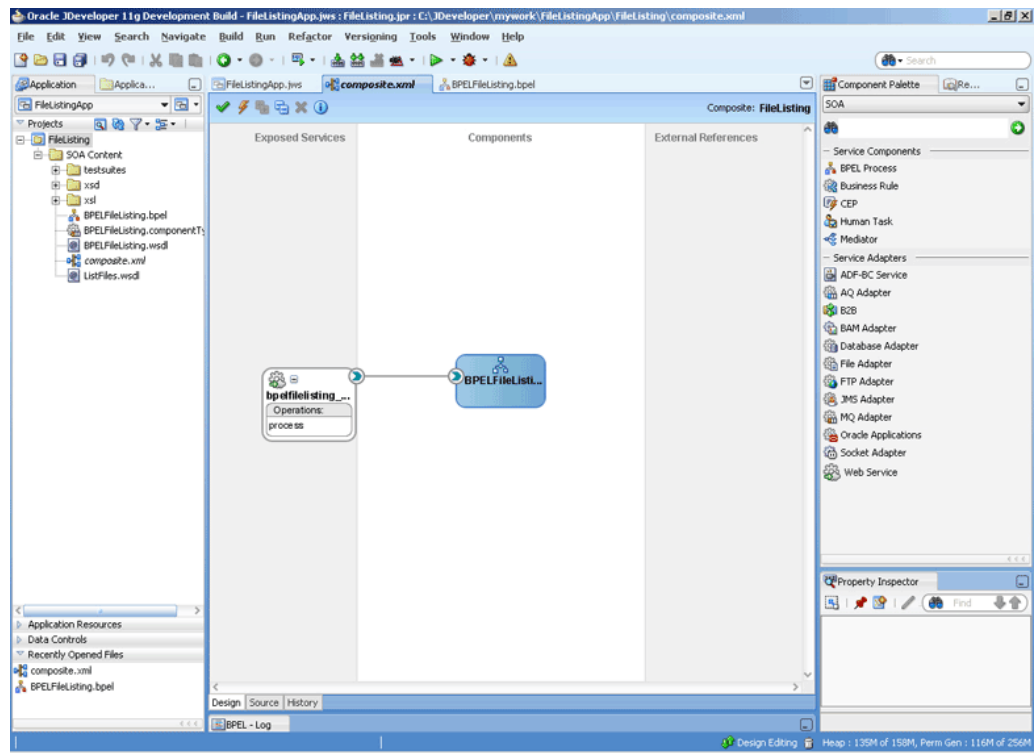 Oracle JDeveloper 11g Development Build - FileListingApp.jws : FileListing.jpr : C:\JDeveloper\mywork\FileListingApp\FileListing\composite.xml
File Edit View Search Navigate Build Run Refactor Versigning Tools Window Help
Search
Application
Applica...
FileListingApp.jws
composite.xml
BPELFileListing.bpel
Component Palette
Re...
FileListingApp
Composite: FileListing
SOA
Projects
FileListing
SOA Content
testsuites
xsd
xsl
BPELFileListing.bpel
BPELFileListing.componentTy
BPELFileListing.wsdl
composite.xml
ListFiles.wsdl
Exposed Services
Components
External References
bpelfilelisting_...
Operations:
process
BPELFileListi...
Service Components
BPEL Process
Business Rule
CEP
Human Task
Mediator
Service Adapters
ADF-BC Service
AQ Adapter
B2B
BAM Adapter
Database Adapter
File Adapter
FTP Adapter
JMS Adapter
MQ Adapter
Oracle Applications
Socket Adapter
Web Service
Property Inspector
Find
Application Resources
Data Controls
Recently Opened Files
composite.xml
BPELFileListing.bpel
Design Source History
BPEL - Log
Design Editing
Heap : 135M of 158M, Perm Gen : 116M of 256M